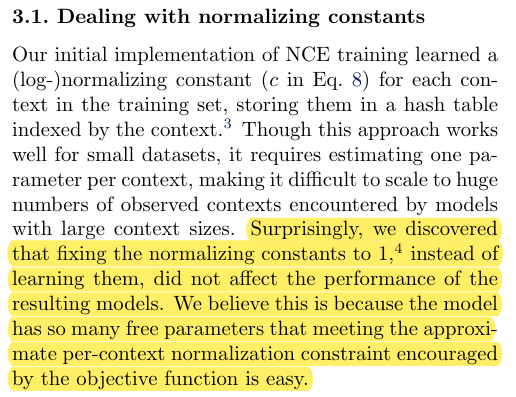 3.1. Dealing with normalizing constants
Our initial implementation of NCE training learned a
(log-)normalizing constant (c in Eq. 8) for each con-
text in the training set, storing them in a hash table
indexed by the context.3 Though this approach works
well for small datasets, it requires estimating one pa-
rameter per context, making it difficult to scale to huge
numbers of observed contexts encountered by models
with large context sizes. Surprisingly, we discovered
that fixing the normalizing constants to 1,4 instead of
learning them, did not affect the performance of the
resulting models. We believe this is because the model
has so many free parameters that meeting the approxi-
mate per-context normalization constraint encouraged
by the objective function is easy.